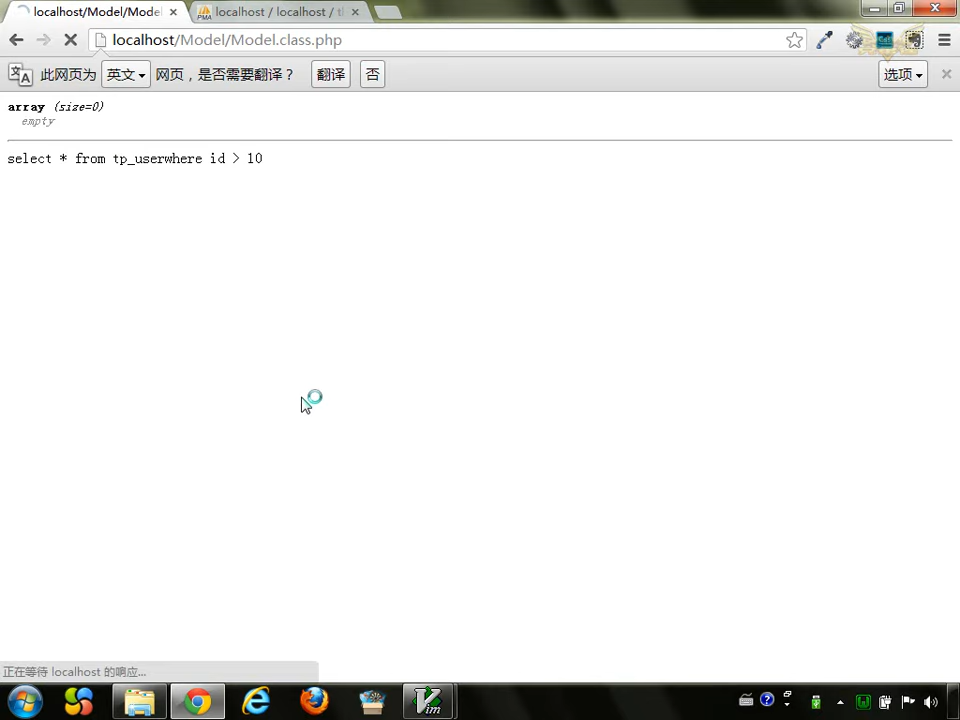 localhost/Model/Mode
localhost / localhost / t
localhost/Model/Model.class.php
此网页为 英文 网页，是否需要翻译？ 翻译 否 选项
array (size=0)
empty
select * from tp_userwhere id > 10
正在等待 localhost 的响应...